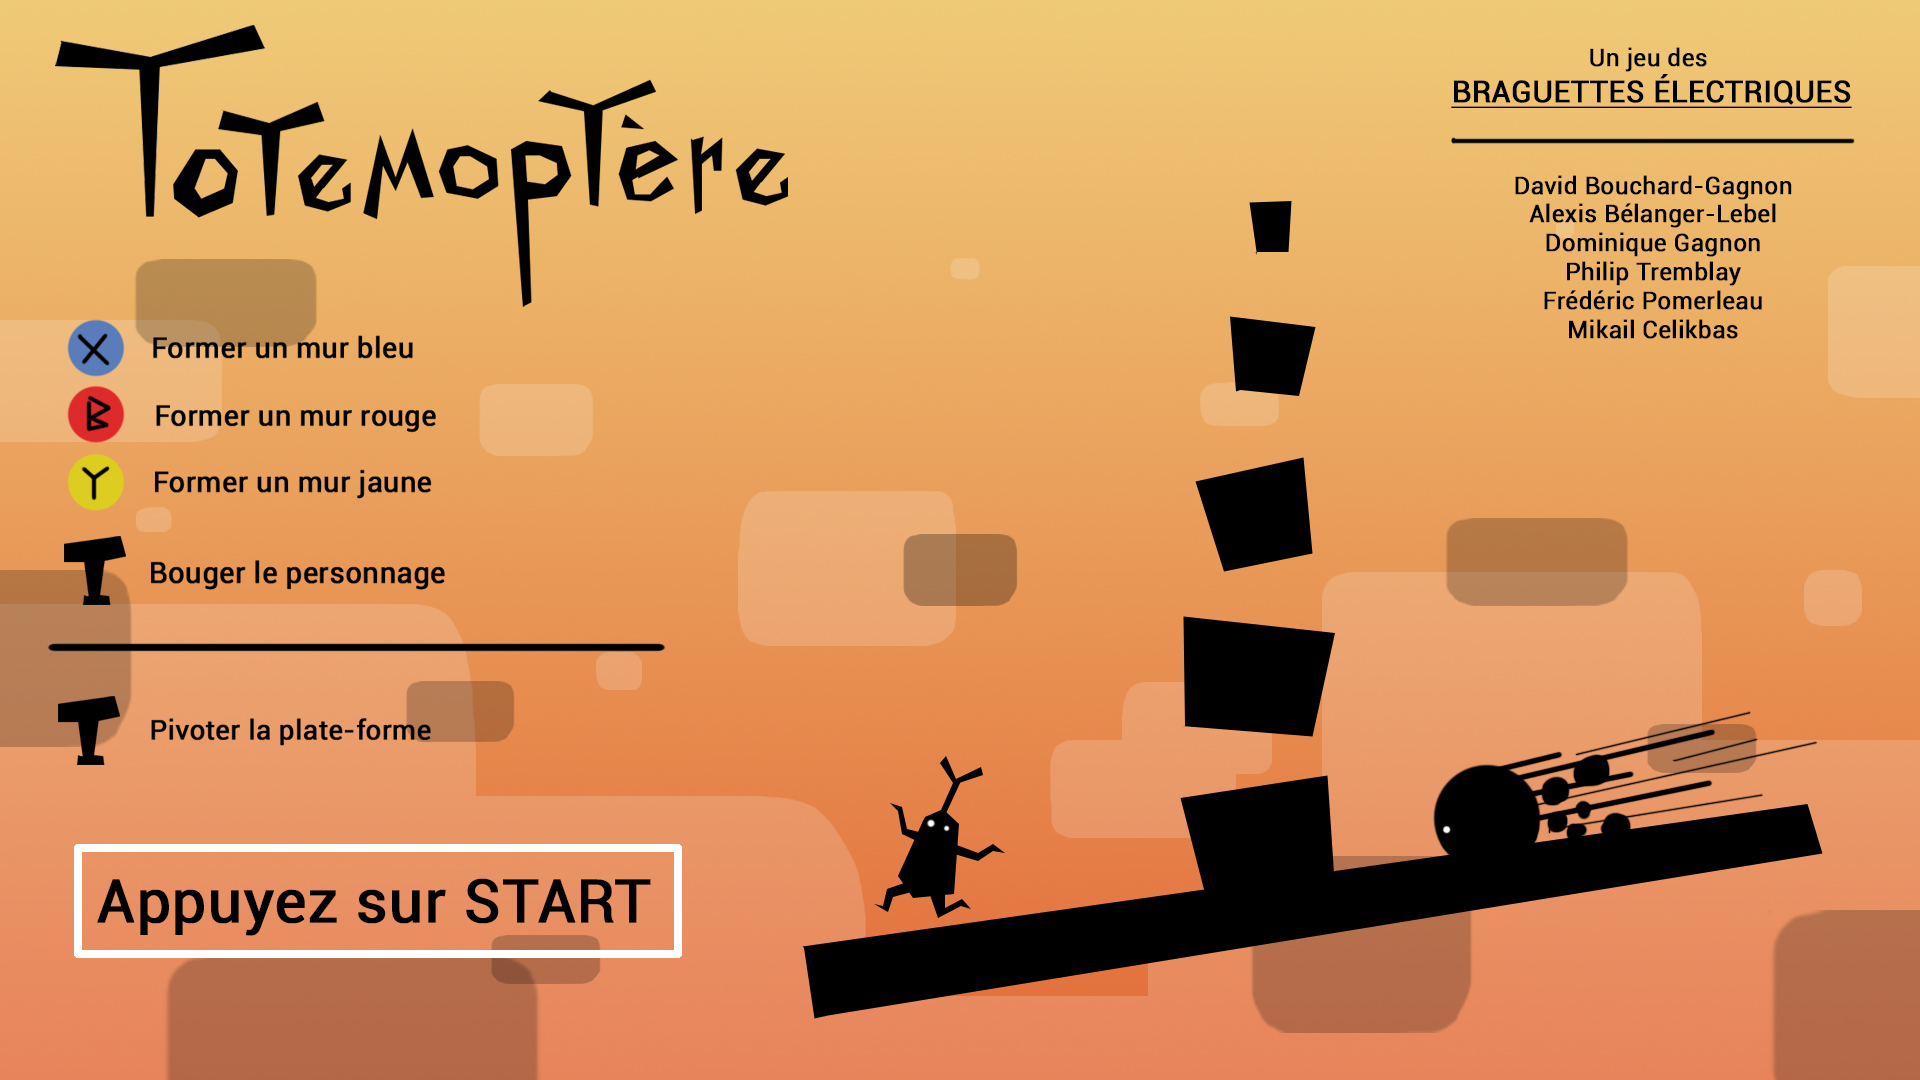 Totemoptère
Un jeu des
BRAGUETTES ÉLECTRIQUES
David Bouchard-Gagnon
Alexis Bélanger-Lebel
Dominique Gagnon
Philip Tremblay
Frédéric Pomerleau
Mikail Celikbas
X Former un mur bleu
B Former un mur rouge
Y Former un mur jaune
Bouger le personnage
Pivoter la plate-forme
Appuyez sur START